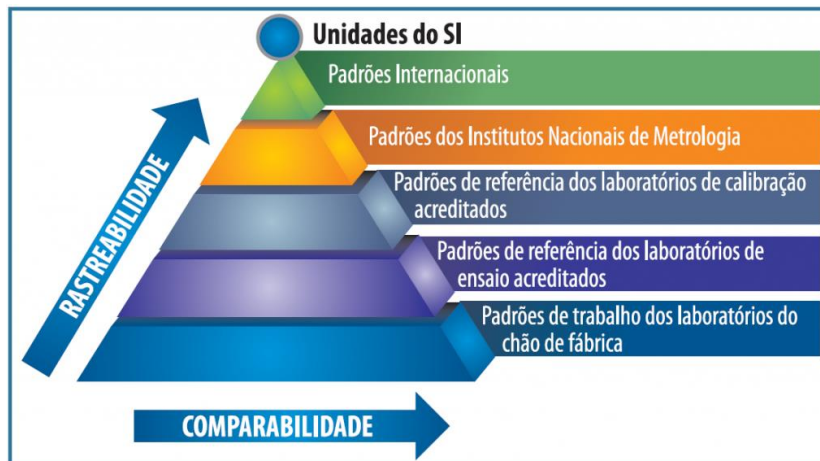 Unidades do SI
Padrões Internacionais
Padrões dos Institutos Nacionais de Metrologia
Padrões de referência dos laboratórios de calibração
acreditados
Padrões de referência dos laboratórios de
ensaio acreditados
Padrões de trabalho dos laboratórios do
chão de fábrica
RASTREABILIDADE
COMPARABILIDADE